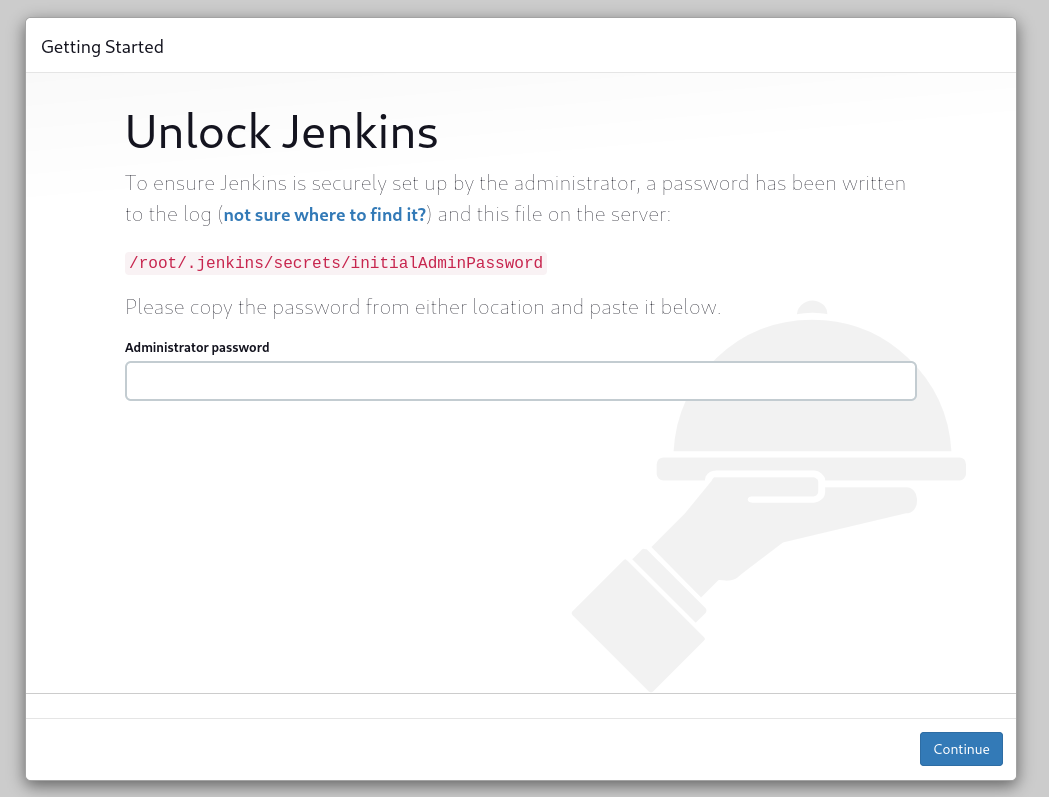 Getting Started
Unlock Jenkins
To ensure Jenkins is securely set up by the administrator, a password has been written
to the log (not sure where to find it?) and this file on the server:
/root/.jenkins/secrets/initialAdminPassword
Please copy the password from either location and paste it below.
Administrator password
Continue